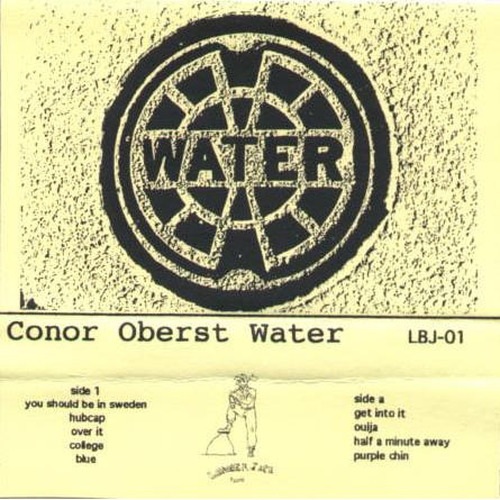 WATER
Conor Oberst Water
LBJ-01
side 1
you should be in sweden
hubcap
over it
college
blue
side a
get into it
ouija
half a minute away
purple chin